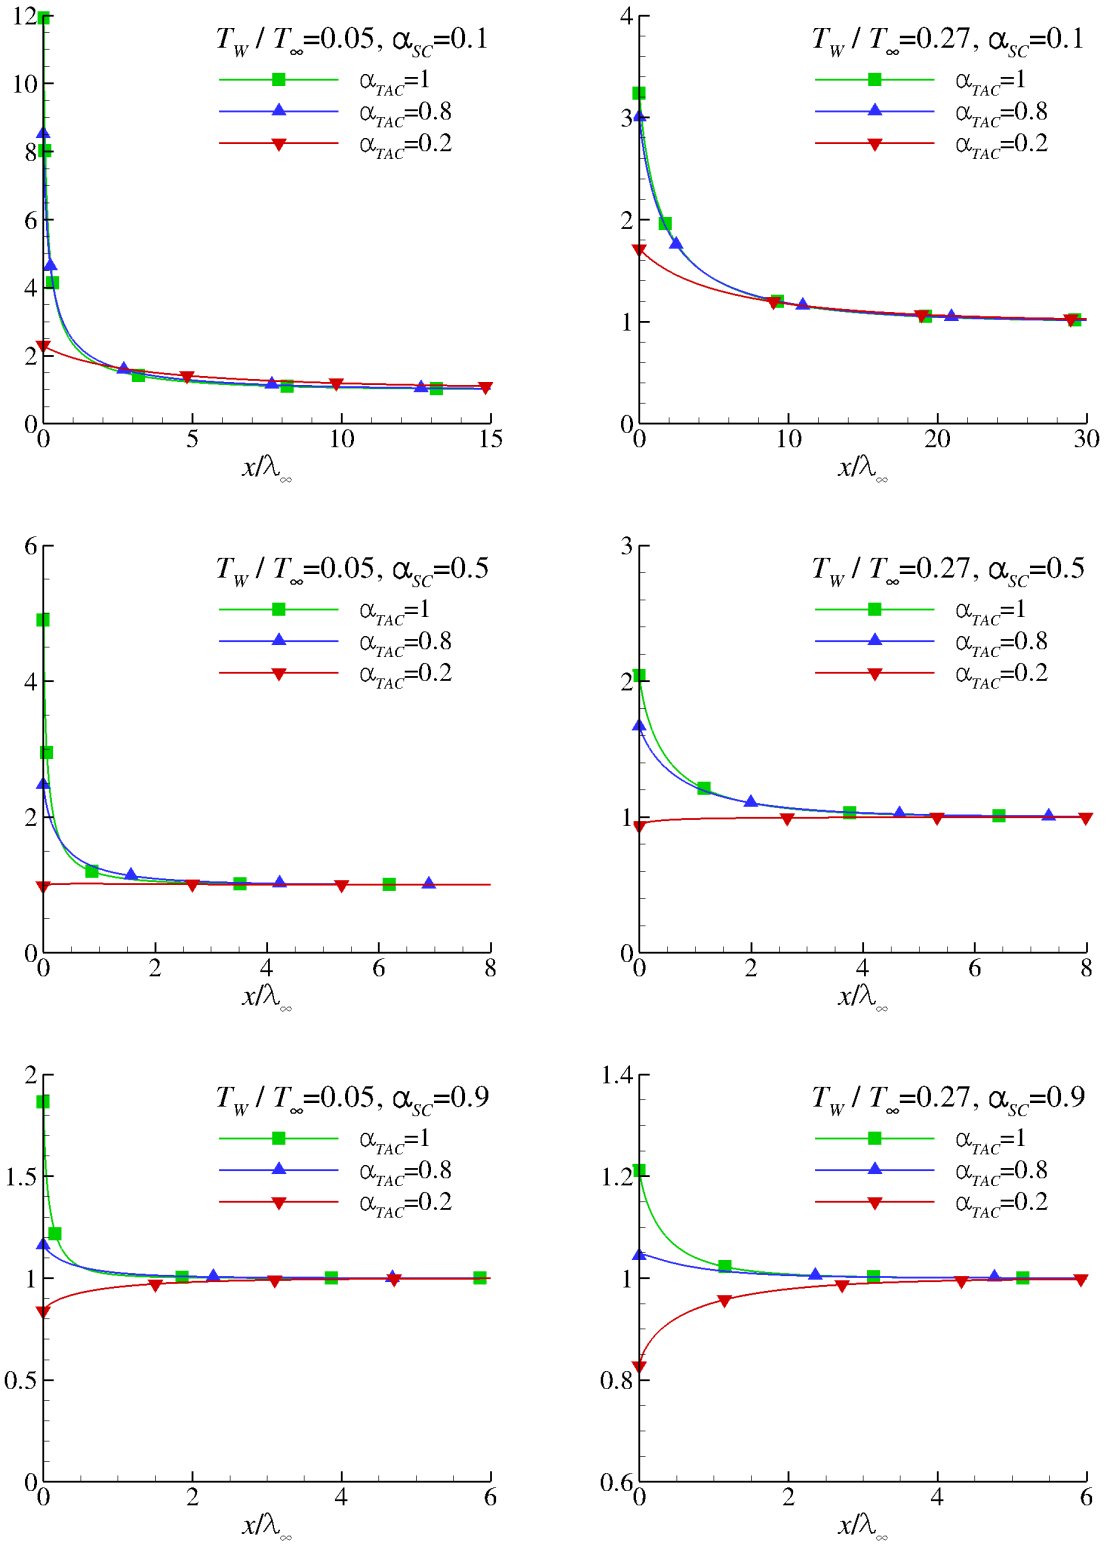 T_W / T_∞=0.05, α_SC=0.1
α_TAC=1
α_TAC=0.8
α_TAC=0.2
12
10
8
6
4
2
0
0 5 10 15
x/λ_∞
T_W / T_∞=0.27, α_SC=0.1
α_TAC=1
α_TAC=0.8
α_TAC=0.2
4
3
2
1
0
0 10 20 30
x/λ_∞
T_W / T_∞=0.05, α_SC=0.5
α_TAC=1
α_TAC=0.8
α_TAC=0.2
6
4
2
0
0 2 4 6 8
x/λ_∞
T_W / T_∞=0.27, α_SC=0.5
α_TAC=1
α_TAC=0.8
α_TAC=0.2
3
2
1
0
0 2 4 6 8
x/λ_∞
T_W / T_∞=0.05, α_SC=0.9
α_TAC=1
α_TAC=0.8
α_TAC=0.2
2
1.5
1
0.5
0
0 2 4 6
x/λ_∞
T_W / T_∞=0.27, α_SC=0.9
α_TAC=1
α_TAC=0.8
α_TAC=0.2
1.4
1.2
1
0.8
0.6
0 2 4 6
x/λ_∞